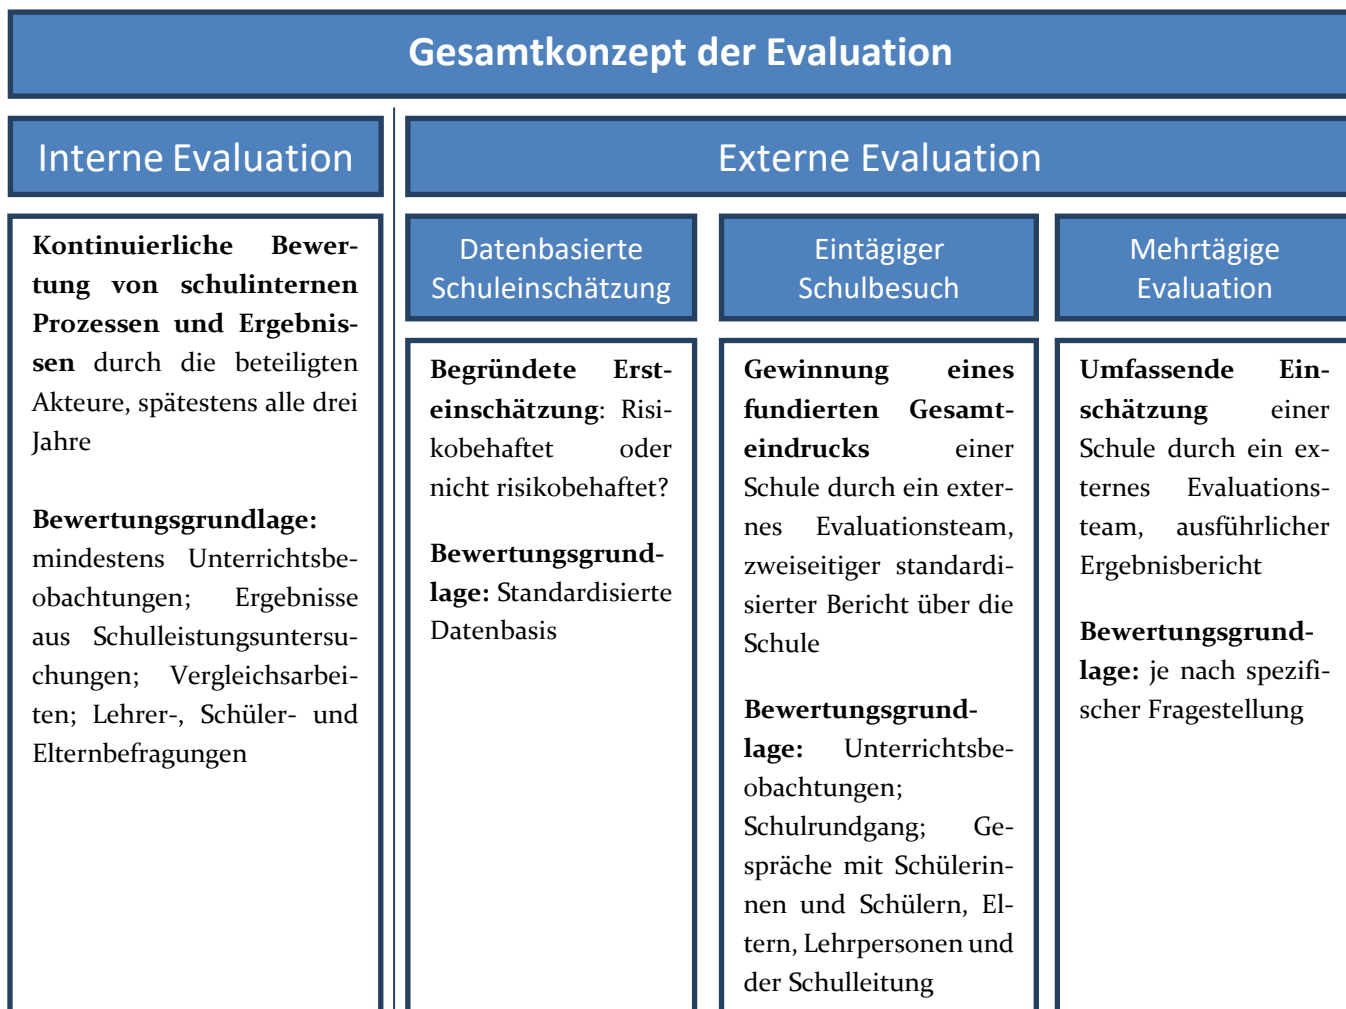 Gesamtkonzept der Evaluation
Interne Evaluation
Kontinuierliche Bewer-
tung von schulinternen
Prozessen und Ergebnis-
sen durch die beteiligten
Akteure, spätestens alle drei
Jahre
Bewertungsgrundlage:
mindestens Unterrichtsbe-
obachtungen; Ergebnisse
aus Schulleistungsuntersu-
chungen; Vergleichsarbei-
ten; Lehrer-, Schüler- und
Elternbefragungen
Externe Evaluation
Datenbasierte
Schuleinschätzung
Begründete Erst-
einschätzung: Risi-
kobehaftet oder
nicht risikobehaftet?
Bewertungsgrund-
lage: Standardisierte
Datenbasis
Eintägiger
Schulbesuch
Gewinnung eines
fundierten Gesamt-
eindrucks einer
Schule durch ein exter-
nes Evaluationsteam,
zweiseitiger standardi-
sierter Bericht über die
Schule
Bewertungsgrund-
lage: Unterrichtsbe-
obachtungen;
Schulrundgang; Ge-
spräche mit Schülerin-
nen und Schülern, El-
tern, Lehrpersonen und
der Schulleitung
Mehrtägige
Evaluation
Umfassende Ein-
schätzung einer
Schule durch ein ex-
ternes Evaluations-
team, ausführlicher
Ergebnisbericht
Bewertungsgrund-
lage: je nach spezifi-
scher Fragestellung